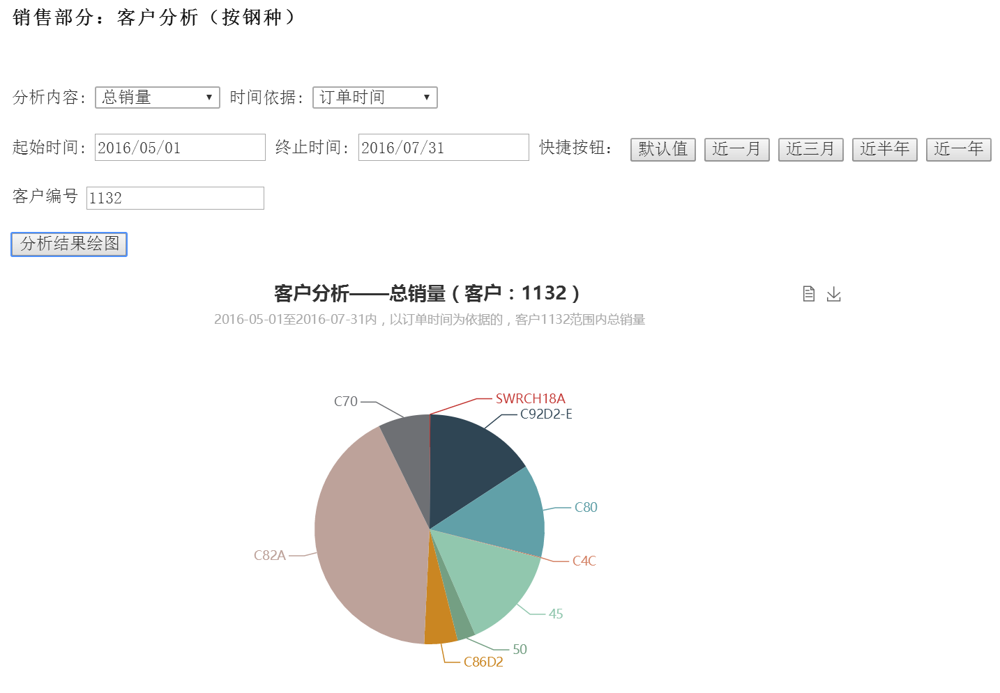 销售部分：客户分析（按钢种）
分析内容： 总销量 时间依据： 订单时间
起始时间： 2016/05/01 终止时间： 2016/07/31 快捷按钮： 默认值 近一月 近三月 近半年 近一年
客户编号 1132
分析结果绘图
客户分析——总销量（客户：1132）
2016-05-01至2016-07-31内，以订单时间为依据的，客户1132范围内总销量
C70
SWRCH18A
C92D2-E
C80
C82A
C4C
45
50
C86D2